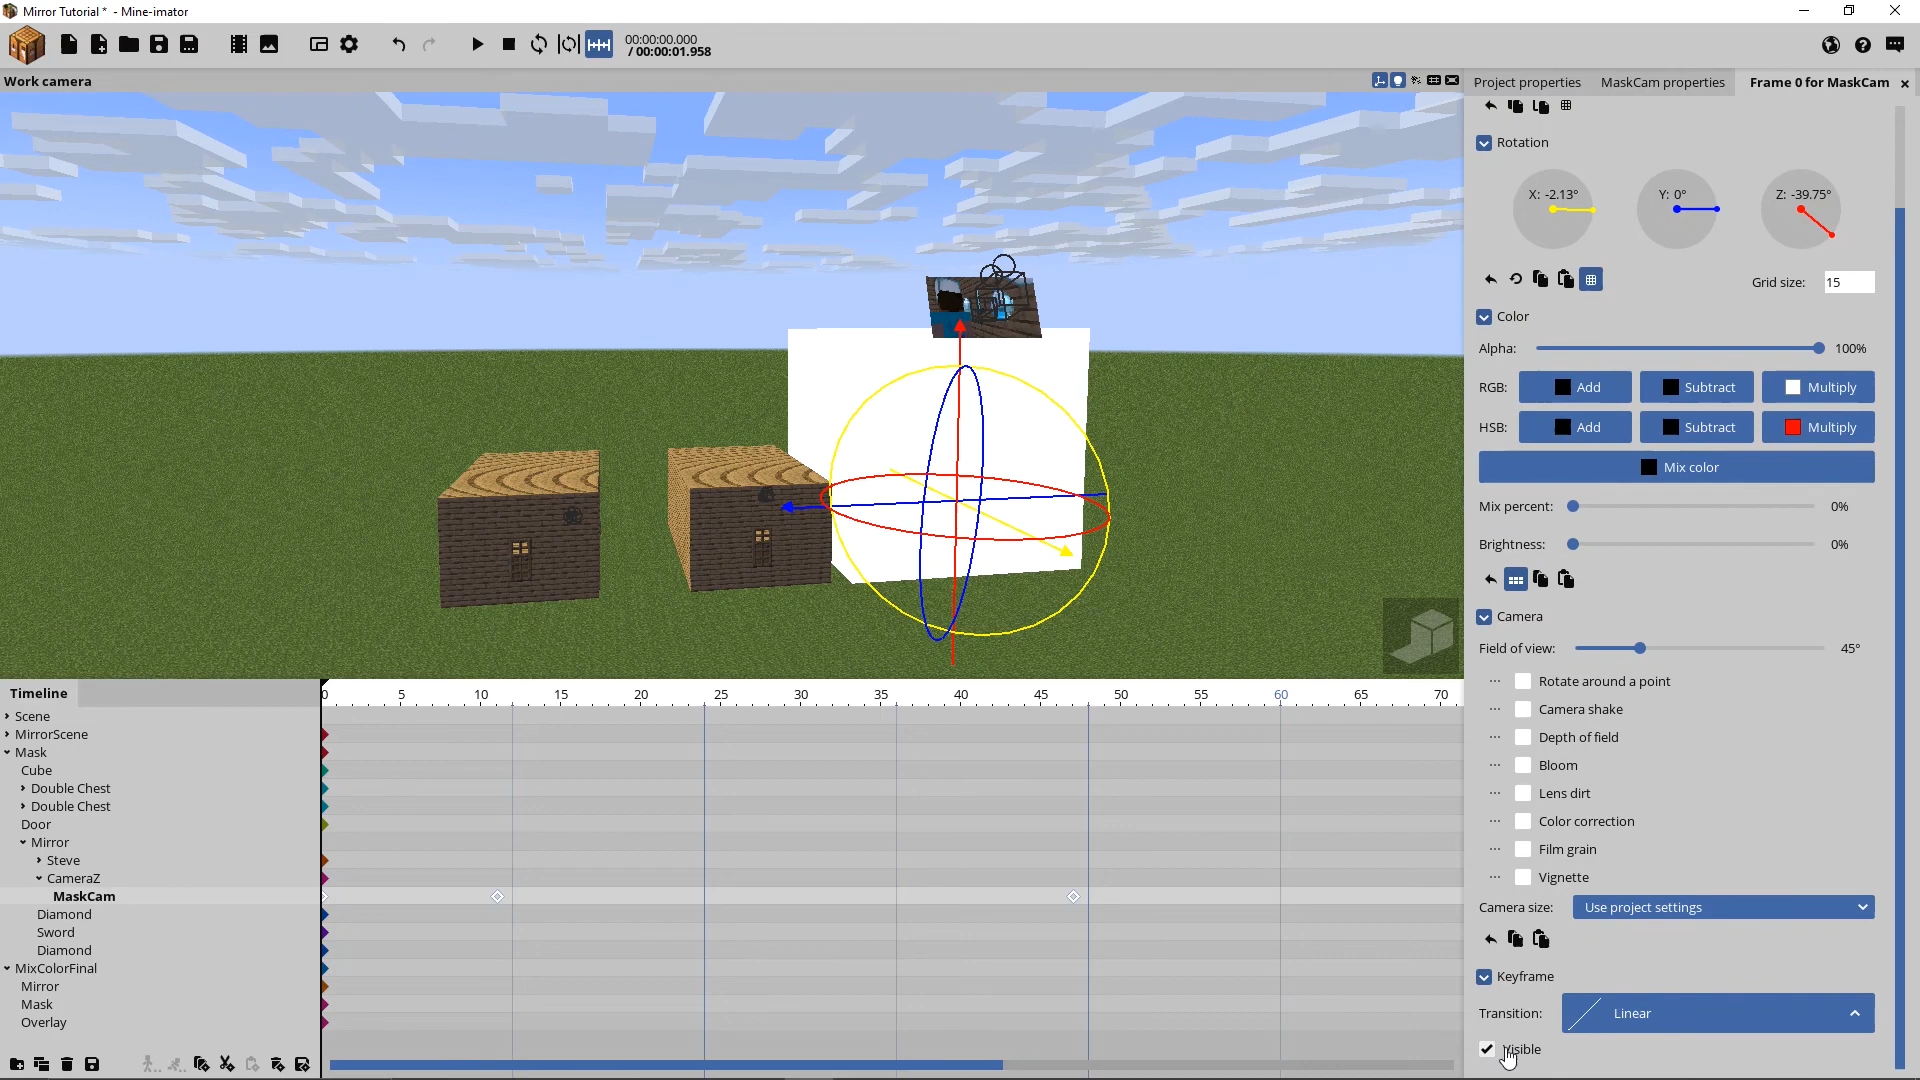 Mirror Tutorial * - Mine-imator
00:00:00.000
/ 00:00:01.958
Work camera
Project properties MaskCam properties Frame 0 for MaskCam
Rotation
X: -2.13° Y: 0° Z: -39.75°
Grid size: 15
Color
Alpha: 100%
RGB: Add Subtract Multiply
HSB: Add Subtract Multiply
Mix color
Mix percent: 0%
Brightness: 0%
Camera
Field of view: 45°
Rotate around a point
Camera shake
Depth of field
Bloom
Lens dirt
Color correction
Film grain
Vignette
Camera size: Use project settings
Keyframe
Transition: Linear
Visible
Timeline
0 5 10 15 20 25 30 35 40 45 50 55 60 65 70
Scene
MirrorScene
Mask
Cube
Double Chest
Double Chest
Door
Mirror
Steve
CameraZ
MaskCam
Diamond
Sword
Diamond
MixColorFinal
Mirror
Mask
Overlay